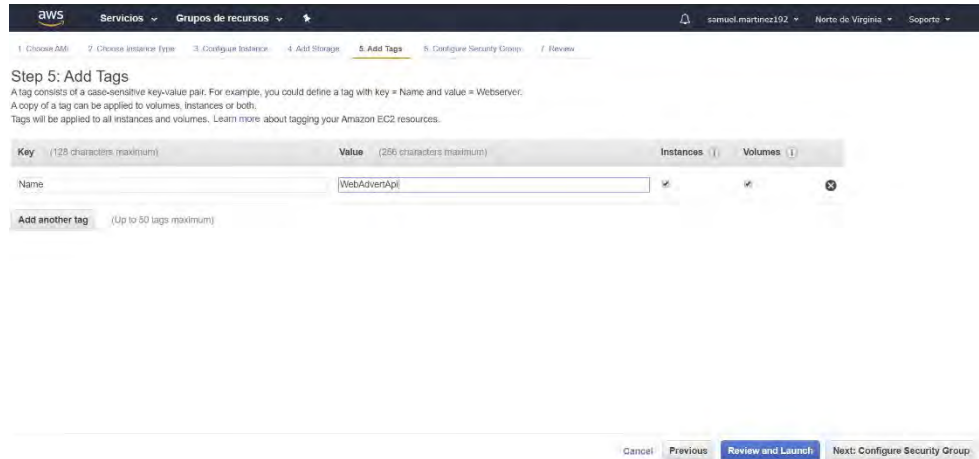 aws Servicios Grupos de recursos samuel.martinez192 Norte de Virginia Soporte
1. Choose AMI 2. Choose Instance Type 3. Configure Instance 4. Add Storage 5. Add Tags 6. Configure Security Group 7. Review
Step 5: Add Tags
A tag consists of a case-sensitive key-value pair. For example, you could define a tag with key = Name and value = Webserver.
A copy of a tag can be applied to volumes, instances or both.
Tags will be applied to all instances and volumes. Learn more about tagging your Amazon EC2 resources.
Key (128 characters maximum) Value (256 characters maximum) Instances Volumes
Name WebAdvertApi
Add another tag (Up to 50 tags maximum)
Cancel Previous Review and Launch Next: Configure Security Group